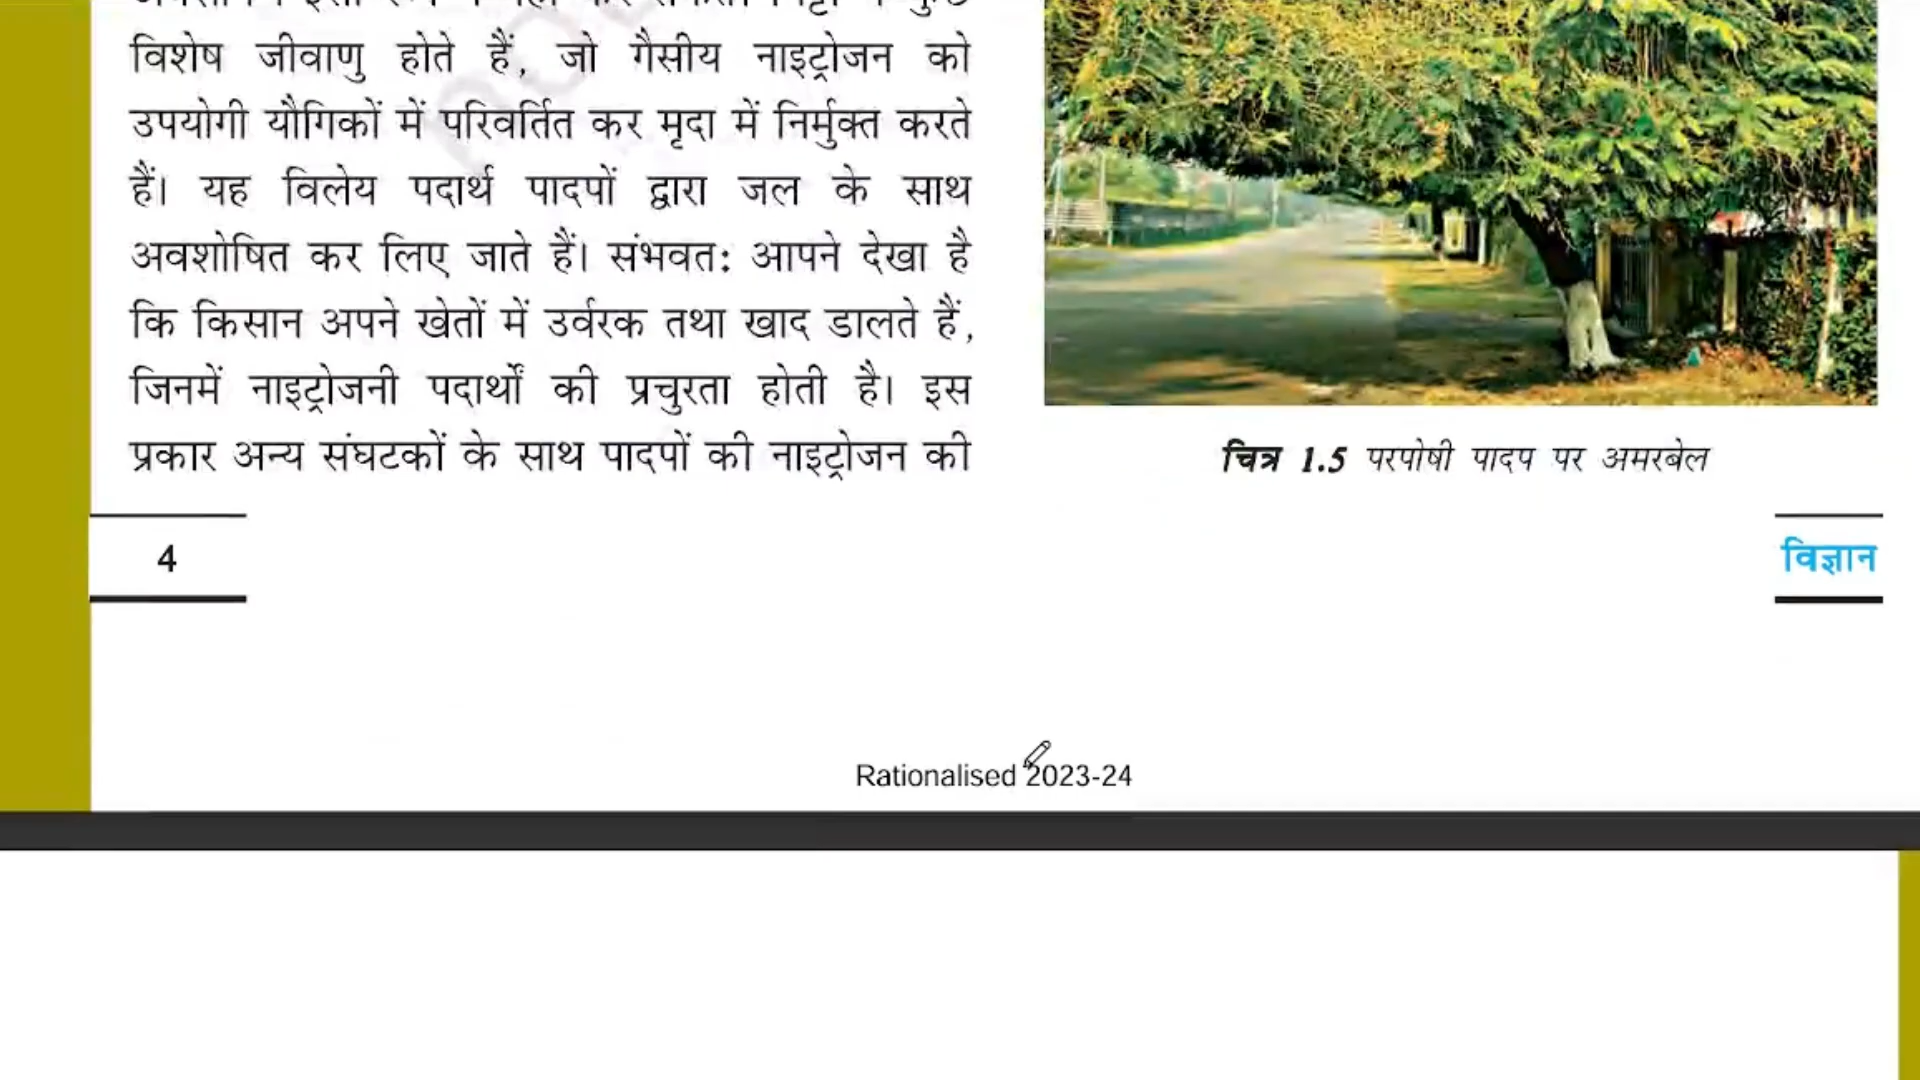 विशेष जीवाणु होते हैं, जो गैसीय नाइट्रोजन को
उपयोगी यौगिकों में परिवर्तित कर मृदा में निर्मुक्त करते
हैं। यह विलेय पदार्थ पादपों द्वारा जल के साथ
अवशोषित कर लिए जाते हैं। संभवत: आपने देखा है
कि किसान अपने खेतों में उर्वरक तथा खाद डालते हैं,
जिनमें नाइट्रोजनी पदार्थों की प्रचुरता होती है। इस
प्रकार अन्य संघटकों के साथ पादपों की नाइट्रोजन की
चित्र 1.5 परपोषी पादप पर अमरबेल
4
विज्ञान
Rationalised 2023-24